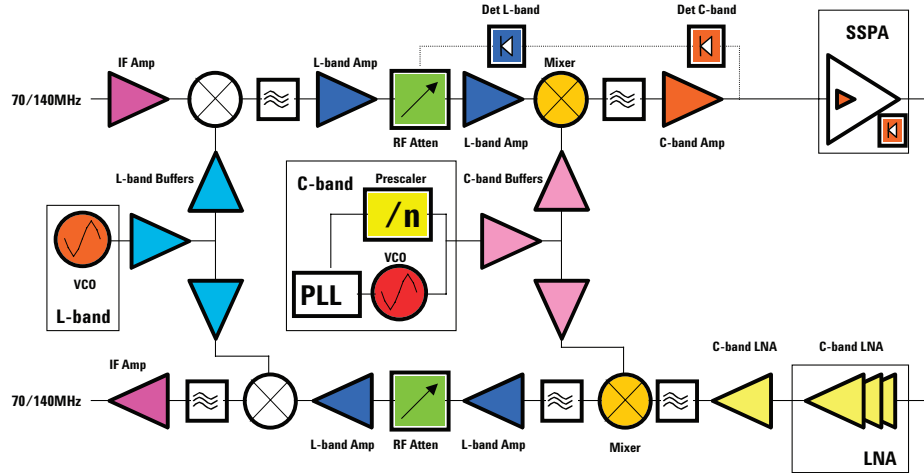 Det L-band
Det C-band
SSPA
IF Amp
L-band Amp
Mixer
70/140MHz
RF Atten
L-band Amp
C-band Amp
L-band Buffers
C-band
Prescaler
C-band Buffers
/n
VCO
VCO
PLL
L-band
IF Amp
C-band LNA
C-band LNA
70/140MHz
L-band Amp
RF Atten
L-band Amp
Mixer
LNA